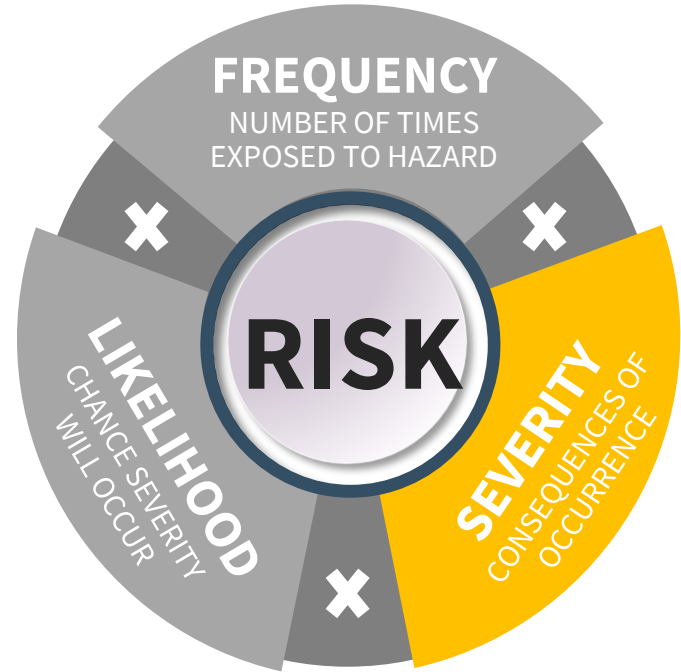 FREQUENCY
NUMBER OF TIMES
EXPOSED TO HAZARD
RISK
LIKELIHOOD
CHANCE SEVERITY
WILL OCCUR
SEVERITY
CONSEQUENCES OF
OCCURRENCE